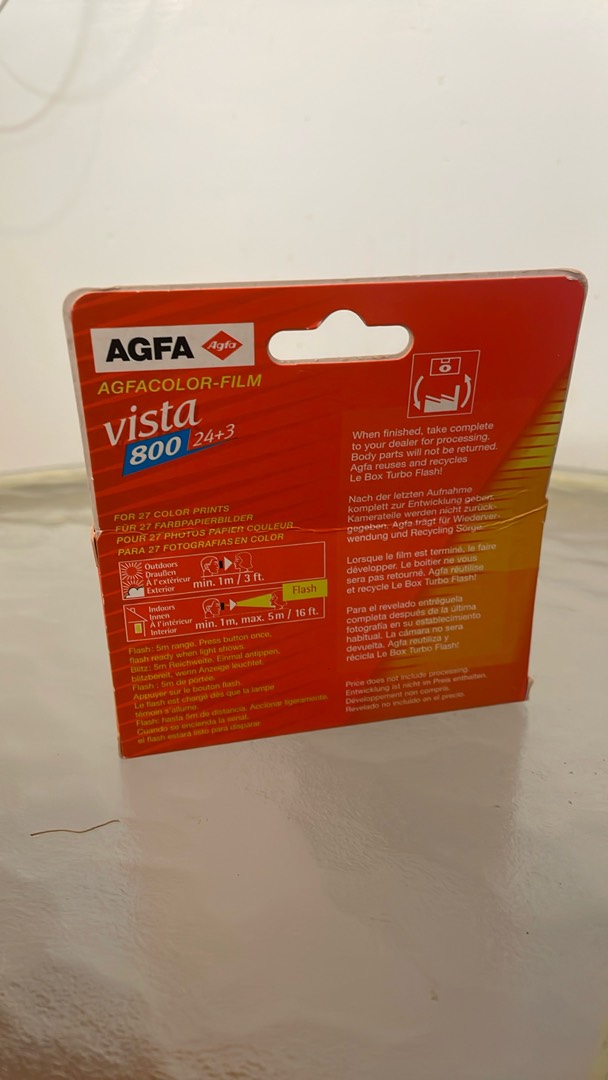 AGFA Agfa
AGFACOLOR-FILM
vista
800 24+3
FOR 27 COLOR PRINTS
FÜR 27 FARBPAPIERBILDER
POUR 27 PHOTOS PAPIER COULEUR
PARA 27 FOTOGRAFIAS EN COLOR
Outdoors
Draußen
À l'extérieur
Exterior
min. 1m / 3 ft.
Flash
Indoors
Innen
À l'intérieur
Interior
min. 1m, max. 5m / 16 ft.
Flash: 5m range. Press button once,
flash ready when light shows.
Blitz: 5m Reichweite. Einmal antippen,
blitzbereit, wenn Anzeige leuchtet.
Flash : 5m de portée.
Appuyer sur le bouton flash.
Le flash est chargé dès que la lampe
témoin s'allume.
Flash: hasta 5m de distancia. Accionar ligeramente.
Cuando se encienda la señal,
el flash estará listo para disparar.
When finished, take complete
to your dealer for processing.
Body parts will not be returned.
Agfa reuses and recycles
Le Box Turbo Flash!
Nach der letzten Aufnahme
komplett zur Entwicklung geben.
Kamerateile werden nicht zurück-
gegeben. Agfa trägt für Wiederver-
wendung und Recycling Sorge.
Lorsque le film est terminé, le faire
développer. Le boîtier ne vous
sera pas retourné. Agfa réutilise
et recycle Le Box Turbo Flash!
Para el revelado entréguela
completa después de la última
fotografía en su establecimiento
habitual. La cámara no sera
devuelta. Agfa reutiliza y
récicla Le Box Turbo Flash!
Price does not include processing.
Entwicklung ist nicht im Preis enthalten.
Développement non compris.
Revelado no incluido en el precio.